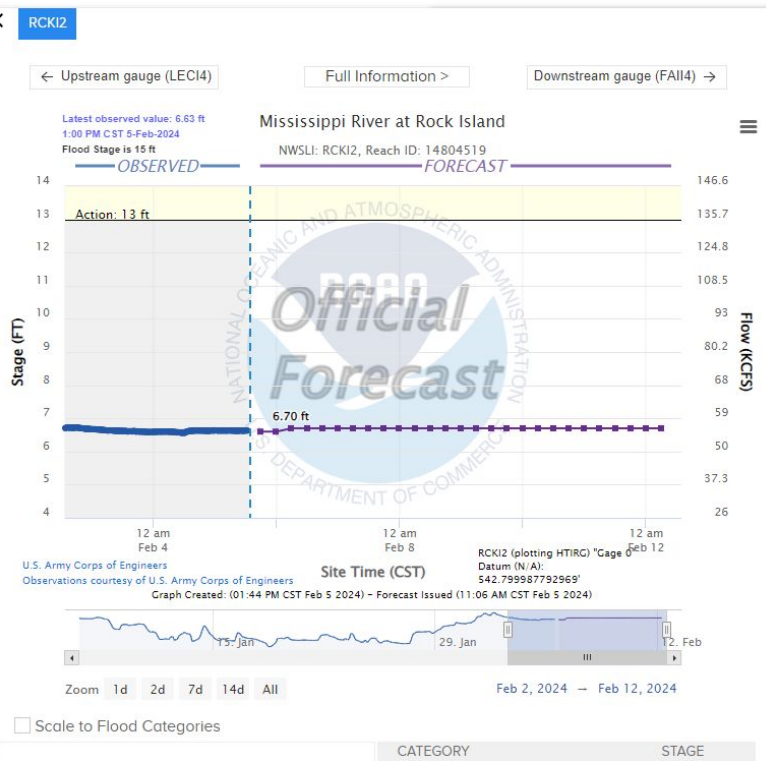 RCKI2
← Upstream gauge (LECI4)
Full Information >
Downstream gauge (FAII4) →
Latest observed value: 6.63 ft
1:00 PM CST 5-Feb-2024
Flood Stage is 15 ft
Mississippi River at Rock Island
NWSLI: RCKI2, Reach ID: 14804519
OBSERVED
FORECAST
14
146.6
Action: 13 ft
13
135.7
12
124.8
11
108.5
10
93
9
80.2
8
68
7
59
6
50
5
37.3
4
26
Stage (FT)
Flow (KCFS)
NATIONAL OCEANIC AND ATMOSPHERIC ADMINISTRATION
U.S. DEPARTMENT OF COMMERCE
Official
Forecast
6.70 ft
12 am
Feb 4
12 am
Feb 8
12 am
Feb 12
Site Time (CST)
U.S. Army Corps of Engineers
Observations courtesy of U.S. Army Corps of Engineers
RCKI2 (plotting HTIRG) "Gage 0"
Datum (N/A):
542.799987792969'
Graph Created: (01:44 PM CST Feb 5 2024) - Forecast Issued (11:06 AM CST Feb 5 2024)
15. Jan
29. Jan
12. Feb
Zoom 1d 2d 7d 14d All
Feb 2, 2024 → Feb 12, 2024
Scale to Flood Categories
CATEGORY
STAGE